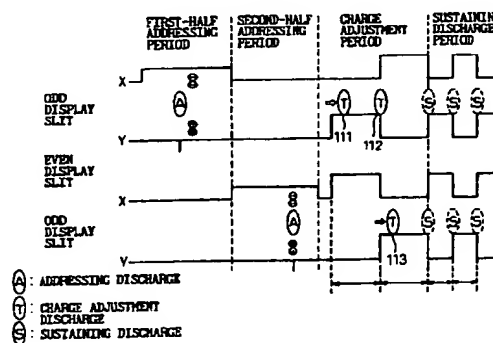 FIRST-HALF ADDRESSING PERIOD
SECOND-HALF ADDRESSING PERIOD
CHARGE ADJUSTMENT PERIOD
SUSTAINING DISCHARGE PERIOD
X
ODD DISPLAY SLIT
A
T
T
S
S
S
111
112
Y
EVEN DISPLAY SLIT
X
ODD DISPLAY SLIT
A
T
S
S
S
113
Y
A : ADDRESSING DISCHARGE
T : CHARGE ADJUSTMENT DISCHARGE
S : SUSTAINING DISCHARGE